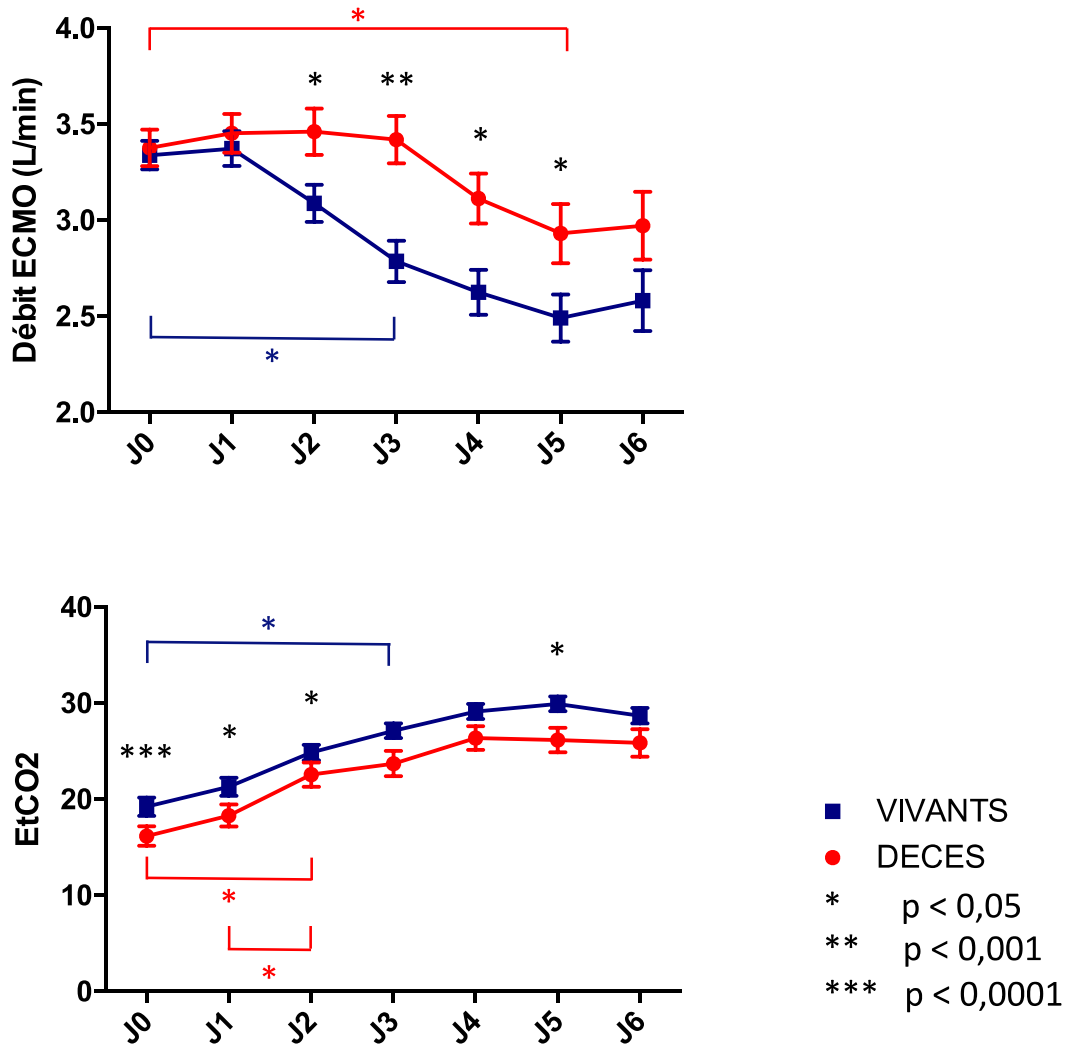 Débit ECMO (L/min)
4.0
3.5
3.0
2.5
2.0
*
* ** * *
*
J0 J1 J2 J3 J4 J5 J6
EtCO2
40
30
20
10
0
*
*** * * *
*
*
J0 J1 J2 J3 J4 J5 J6
VIVANTS
DECES
* p < 0,05
** p < 0,001
*** p < 0,0001